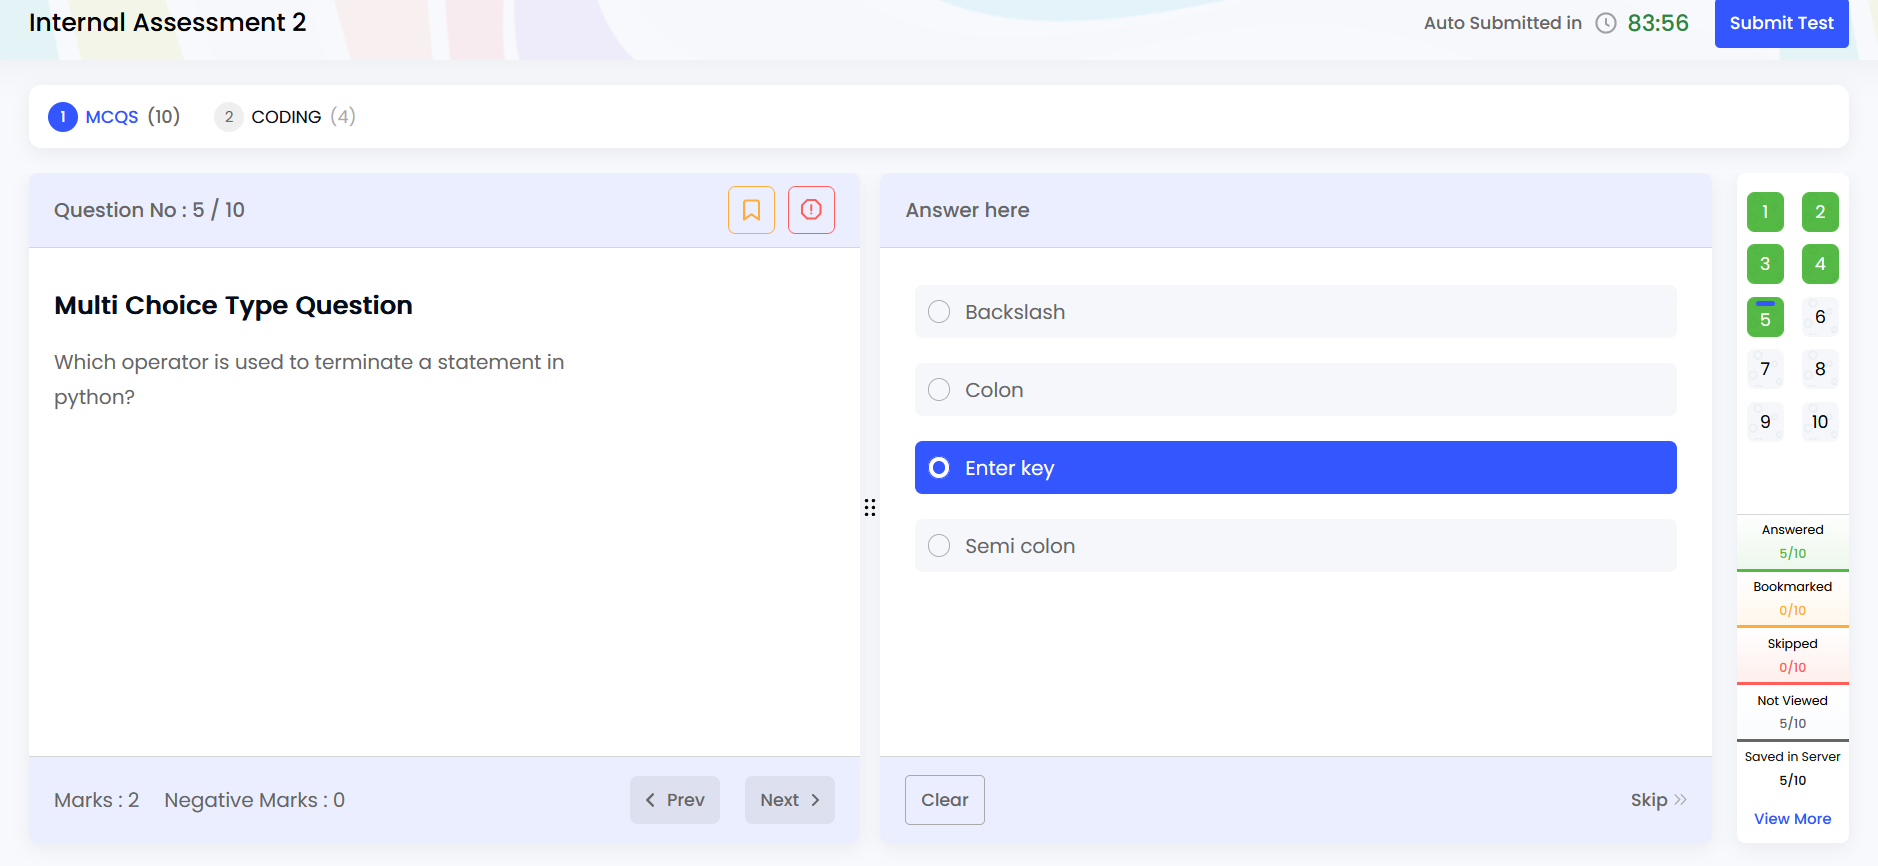 Internal Assessment 2
Auto Submitted in 83:56 Submit Test
1 MCQS (10) 2 CODING (4)
Question No : 5 / 10
Multi Choice Type Question
Which operator is used to terminate a statement in
python?
Marks : 2 Negative Marks : 0 Prev Next
Answer here
Backslash
Colon
Enter key
Semi colon
Clear Skip
1 2
3 4
5 6
7 8
9 10
Answered
5/10
Bookmarked
0/10
Skipped
0/10
Not Viewed
5/10
Saved in Server
5/10
View More